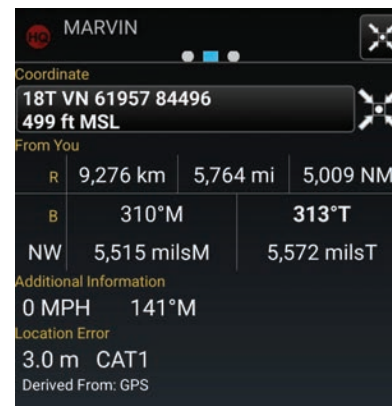 HQ MARVIN
Coordinate
18T VN 61957 84496
499 ft MSL
From You
R 9,276 km 5,764 mi 5,009 NM
B 310°M 313°T
NW 5,515 milsM 5,572 milsT
Additional Information
0 MPH 141°M
Location Error
3.0 m CAT1
Derived From: GPS